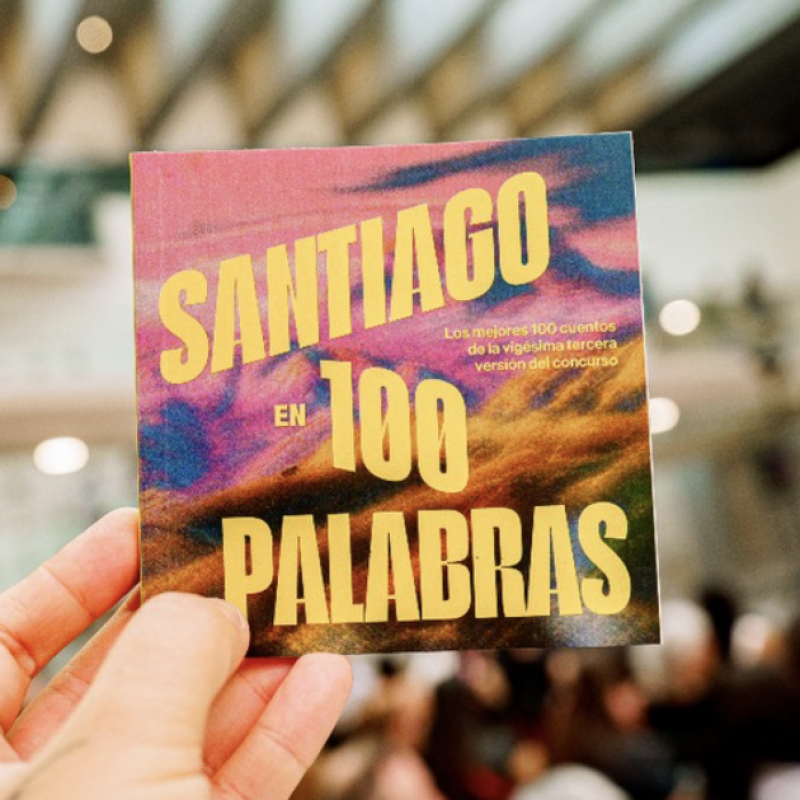 SANTIAGO
Los mejores 100 cuentos
de la vigésima tercera
versión del concurso
EN 100
PALABRAS